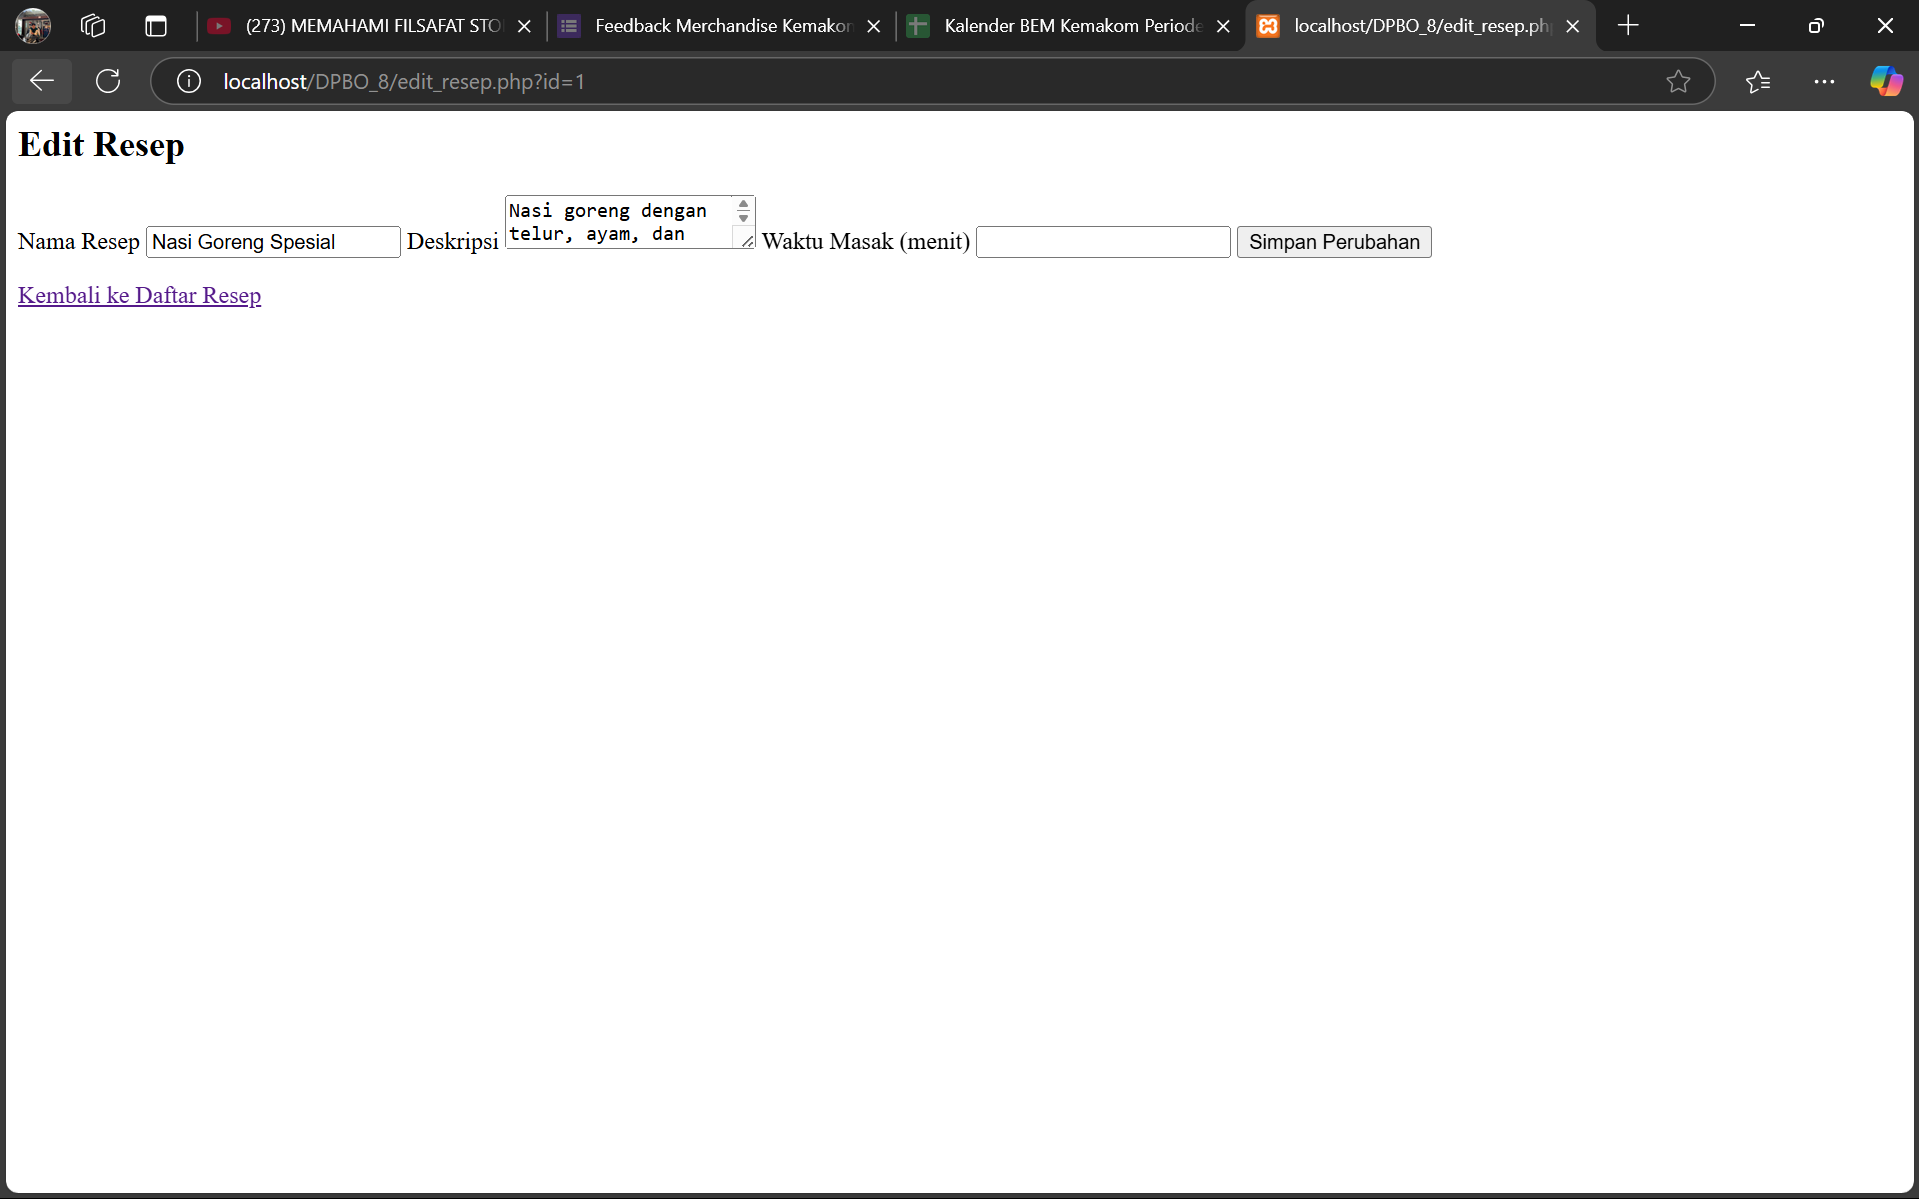 (273) MEMAHAMI FILSAFAT STO
Feedback Merchandise Kemakom
Kalender BEM Kemakom Periode
localhost/DPBO_8/edit_resep.ph
localhost/DPBO_8/edit_resep.php?id=1
Edit Resep
Nama Resep Nasi Goreng Spesial Deskripsi Nasi goreng dengan
telur, ayam, dan Waktu Masak (menit) Simpan Perubahan
Kembali ke Daftar Resep